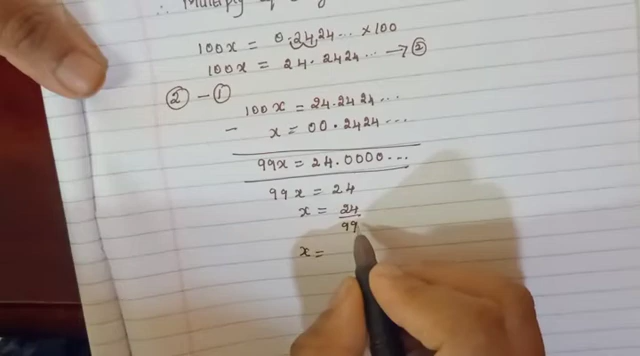 ∴ Multiply
100x = 0.2424... ×100
100x = 24.2424... → ②
② - ①
100x = 24.2424...
- x = 00.2424...
99x = 24.0000...
99x = 24
x = 24/99
x =